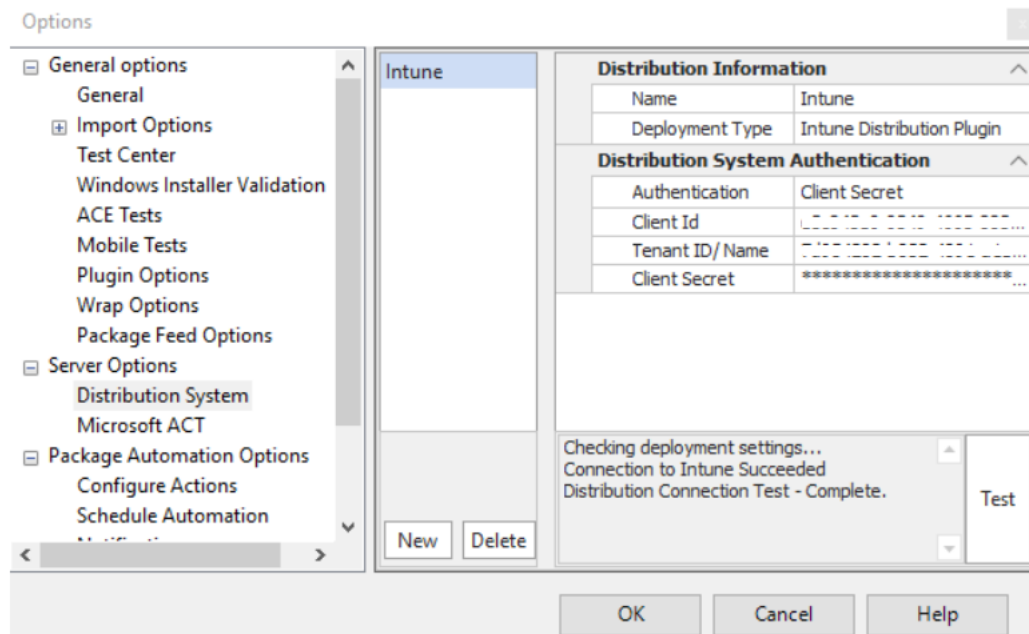 Options
General options
General
Import Options
Test Center
Windows Installer Validation
ACE Tests
Mobile Tests
Plugin Options
Wrap Options
Package Feed Options
Server Options
Distribution System
Microsoft ACT
Package Automation Options
Configure Actions
Schedule Automation
Intune
New Delete
Distribution Information
Name Intune
Deployment Type Intune Distribution Plugin
Distribution System Authentication
Authentication Client Secret
Client Id
Tenant ID/Name
Client Secret *********************...
Checking deployment settings...
Connection to Intune Succeeded
Distribution Connection Test - Complete.
Test
OK Cancel Help